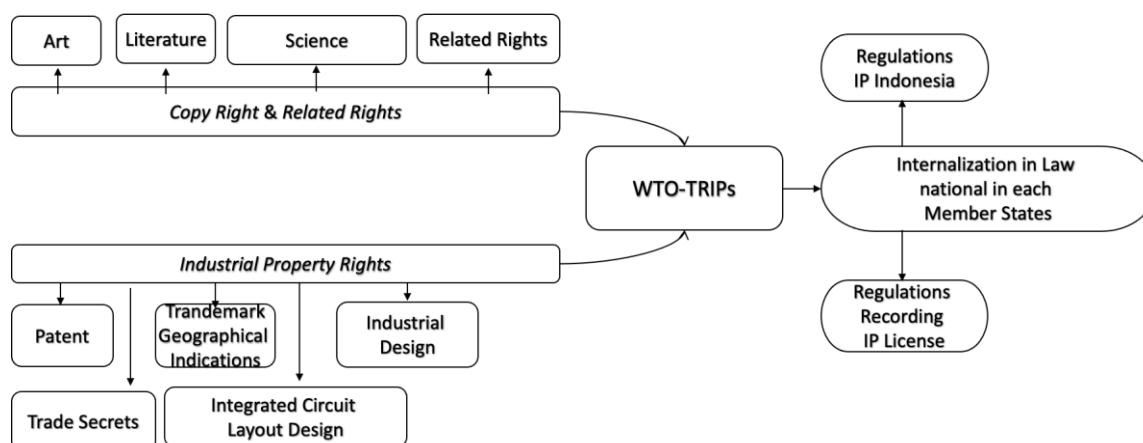 Art
Literature
Science
Related Rights
Copy Right & Related Rights
Regulations
IP Indonesia
WTO-TRIPs
Internalization in Law
national in each
Member States
Industrial Property Rights
Patent
Trandemark
Geographical
Indications
Industrial
Design
Regulations
Recording
IP License
Trade Secrets
Integrated Circuit
Layout Design